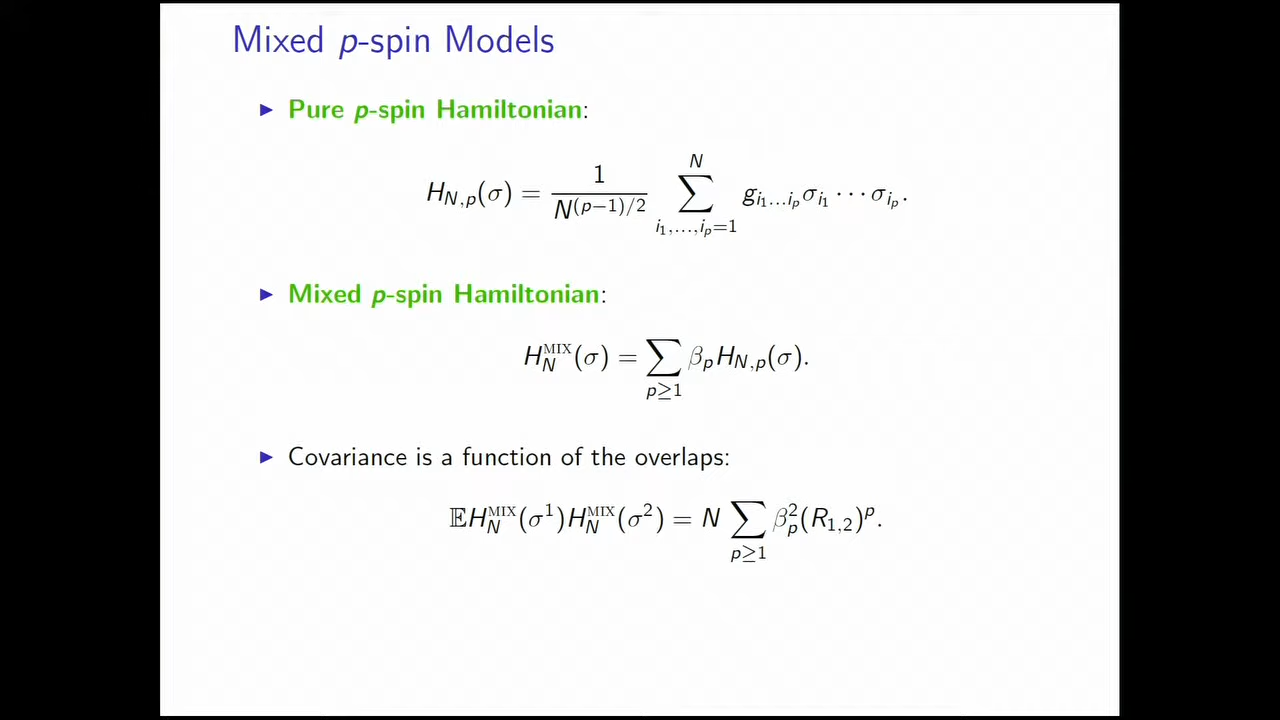 Mixed p-spin Models
▶ Pure p-spin Hamiltonian:
H_{N,p}(σ) = \frac{1}{N^{(p−1)/2}} \sum_{i_1,...,i_p=1}^{N} g_{i_1...i_p} σ_{i_1} ··· σ_{i_p}.
▶ Mixed p-spin Hamiltonian:
H_N^{MIX}(σ) = \sum_{p≥1} β_p H_{N,p}(σ).
▶ Covariance is a function of the overlaps:
𝔼H_N^{MIX}(σ^1)H_N^{MIX}(σ^2) = N \sum_{p≥1} β_p^2 (R_{1,2})^p.